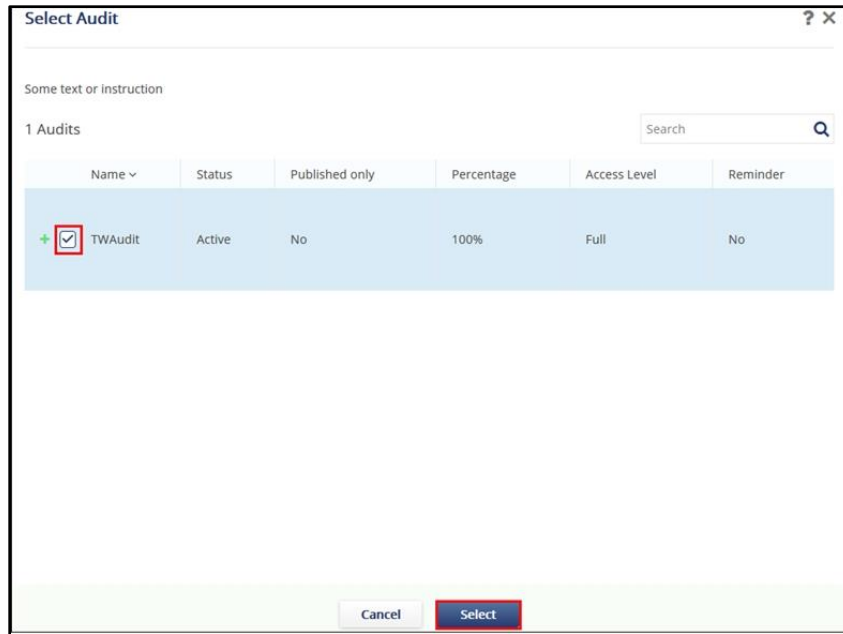 Select Audit ? ×
Some text or instruction
1 Audits Search
Name Status Published only Percentage Access Level Reminder
TWAudit Active No 100% Full No
Cancel Select